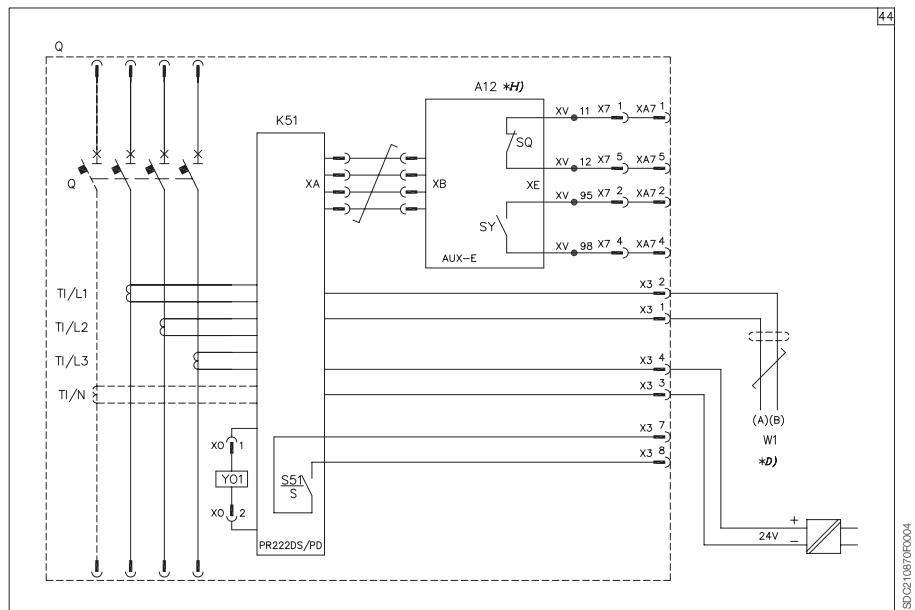 44
Q
A12 *H)
K51
XV 11 X7 1 XA7 1
SQ
XA XB XE
XV 12 X7 5 XA7 5
XV 95 X7 2 XA7 2
Q
SY
XV 98 X7 4 XA7 4
AUX-E
TI/L1
X3 2
TI/L2
X3 1
TI/L3
X3 4
TI/N
X3 3
(A)(B)
W1
*D)
XO 1
X3 7
YO1
S51
S
X3 8
XO 2
PR222DS/PD
+
24V
−
SDC210870F0004